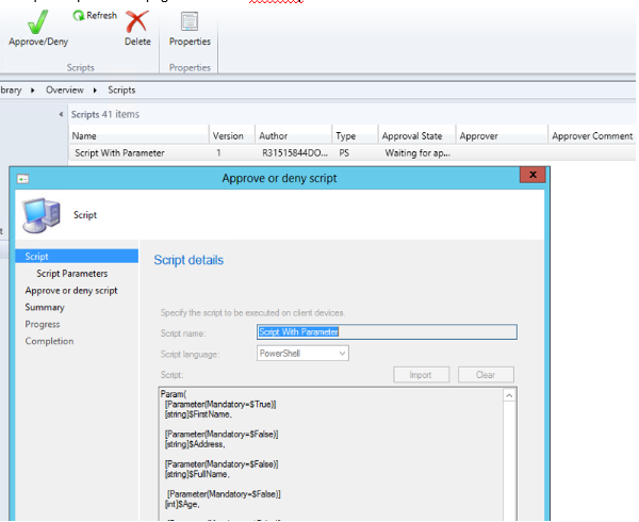 Refresh
Approve/Deny
Delete
Properties
Scripts
Properties
brary ▸ Overview ▸ Scripts
Scripts 41 items
Name Version Author Type Approval State Approver Approver Comment
Script With Parameter 1 R31515844DO... PS Waiting for ap...
Approve or deny script
x
Script
Script
Script Parameters
Approve or deny script
Summary
Progress
Completion
Script details
Specify the script to be executed on client devices.
Script name: Script With Parameter
Script language: PowerShell
Script: Import Clear
Param(
[Parameter(Mandatory=$True)]
[string]$FirstName,
[Parameter(Mandatory=$False)]
[string]$Address,
[Parameter(Mandatory=$False)]
[string]$FullName,
[Parameter(Mandatory=$False)]
[int]$Age,